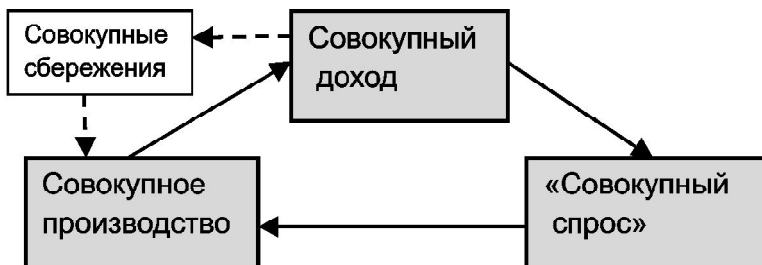 Совокупные
сбережения
Совокупный
доход
Совокупное
производство
«Совокупный
спрос»